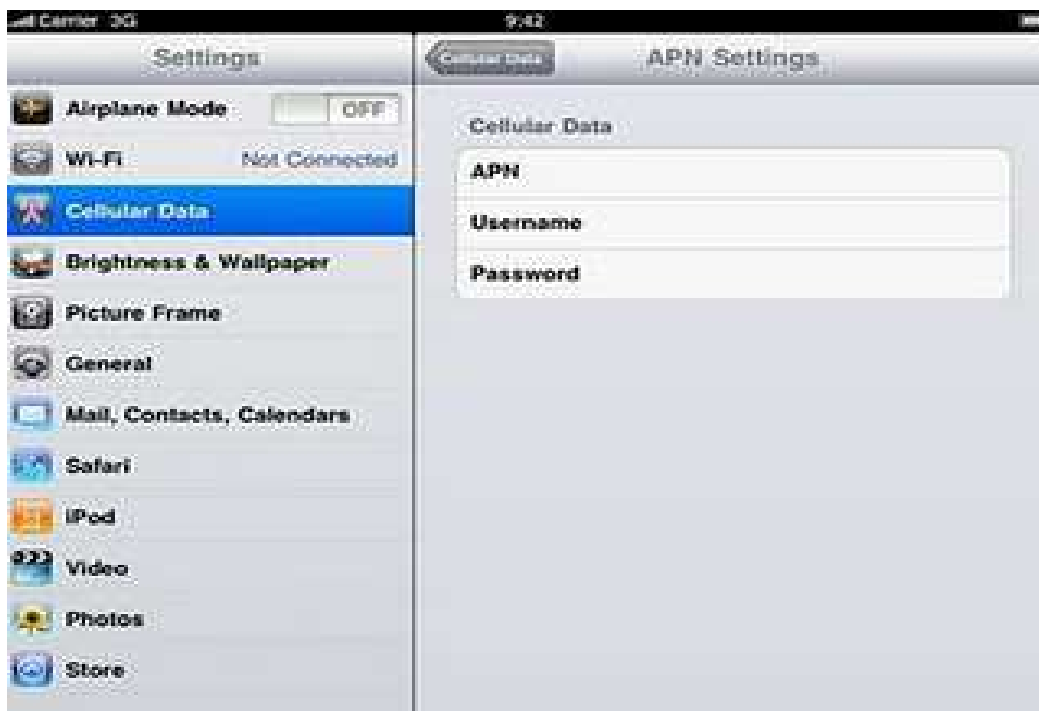 Carrier 3G
9:42
Settings
Airplane Mode OFF
Wi-Fi Not Connected
Cellular Data
Brightness & Wallpaper
Picture Frame
General
Mail, Contacts, Calendars
Safari
iPod
Video
Photos
Store
Cellular Data
APN Settings
Cellular Data
APN
Username
Password